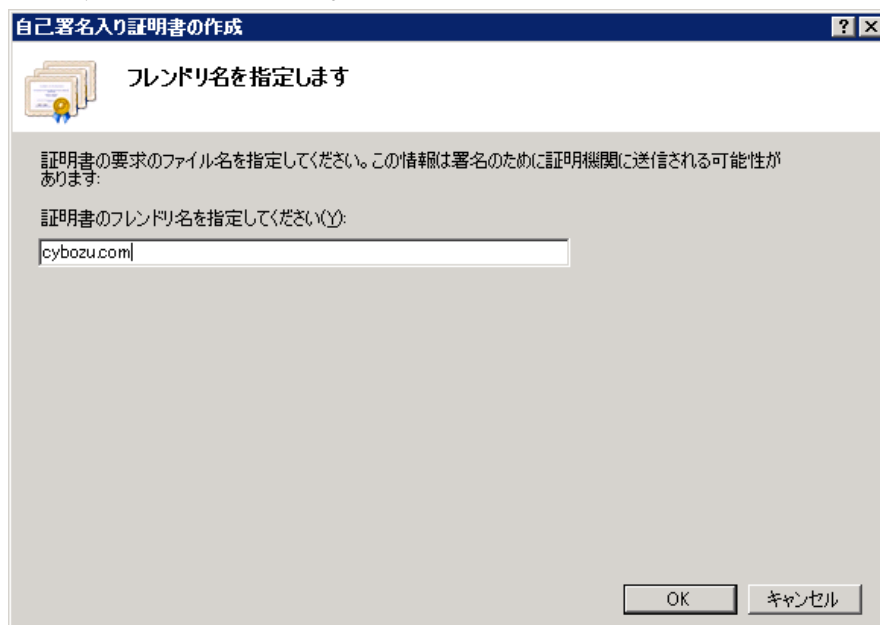 自己署名入り証明書の作成
フレンドリ名を指定します
証明書の要求のファイル名を指定してください。この情報は署名のために証明機関に送信される可能性が
あります:
証明書のフレンドリ名を指定してください(Y):
cybozu.com
OK キャンセル